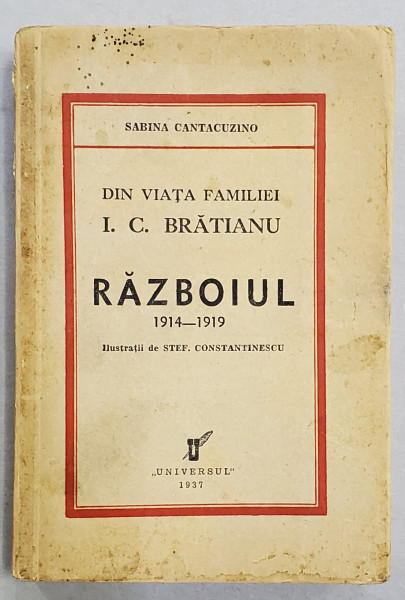 SABINA CANTACUZINO
DIN VIAȚA FAMILIEI
I. C. BRĂTIANU
RĂZBOIUL
1914—1919
Ilustrații de STEF. CONSTANTINESCU
„UNIVERSUL"
1937